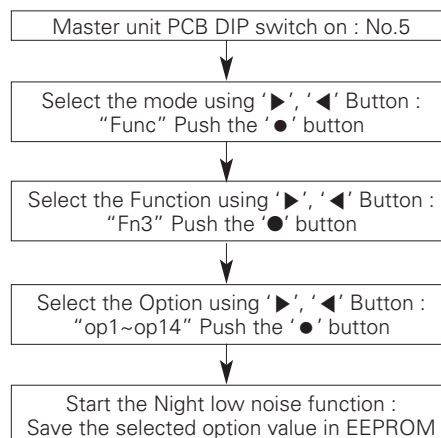 Master unit PCB DIP switch on : No.5
Select the mode using ‘▶’, ‘◀’ Button :
“Func” Push the ‘●’ button
Select the Function using ‘▶’, ‘◀’ Button :
“Fn3” Push the ‘●’ button
Select the Option using ‘▶’, ‘◀’ Button :
“op1~op14” Push the ‘●’ button
Start the Night low noise function :
Save the selected option value in EEPROM